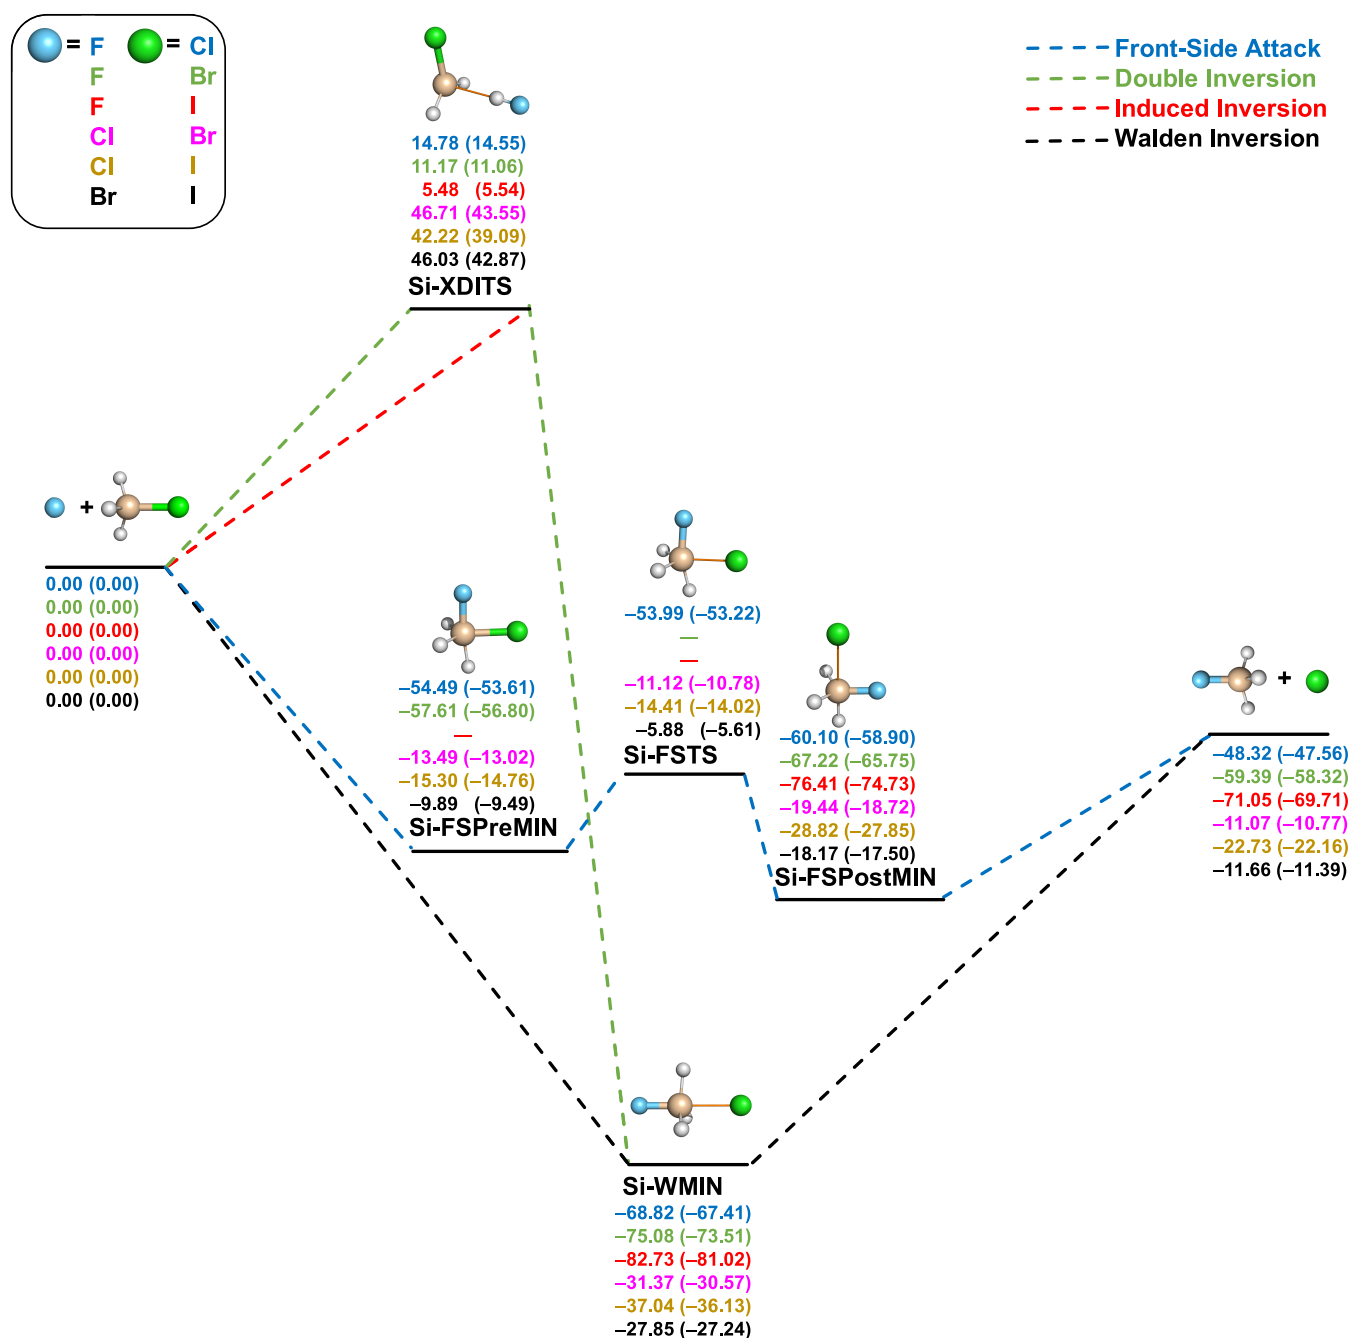 = F = Cl
F Br
F I
Cl Br
Cl I
Br I
Front-Side Attack
Double Inversion
Induced Inversion
Walden Inversion
14.78 (14.55)
11.17 (11.06)
5.48 (5.54)
46.71 (43.55)
42.22 (39.09)
46.03 (42.87)
Si-XDITS
+
0.00 (0.00)
0.00 (0.00)
0.00 (0.00)
0.00 (0.00)
0.00 (0.00)
0.00 (0.00)
–54.49 (–53.61)
–57.61 (–56.80)
—
–13.49 (–13.02)
–15.30 (–14.76)
–9.89 (–9.49)
Si-FSPreMIN
–53.99 (–53.22)
—
—
–11.12 (–10.78)
–14.41 (–14.02)
–5.88 (–5.61)
Si-FSTS
–60.10 (–58.90)
–67.22 (–65.75)
–76.41 (–74.73)
–19.44 (–18.72)
–28.82 (–27.85)
–18.17 (–17.50)
Si-FSPostMIN
+
–48.32 (–47.56)
–59.39 (–58.32)
–71.05 (–69.71)
–11.07 (–10.77)
–22.73 (–22.16)
–11.66 (–11.39)
Si-WMIN
–68.82 (–67.41)
–75.08 (–73.51)
–82.73 (–81.02)
–31.37 (–30.57)
–37.04 (–36.13)
–27.85 (–27.24)